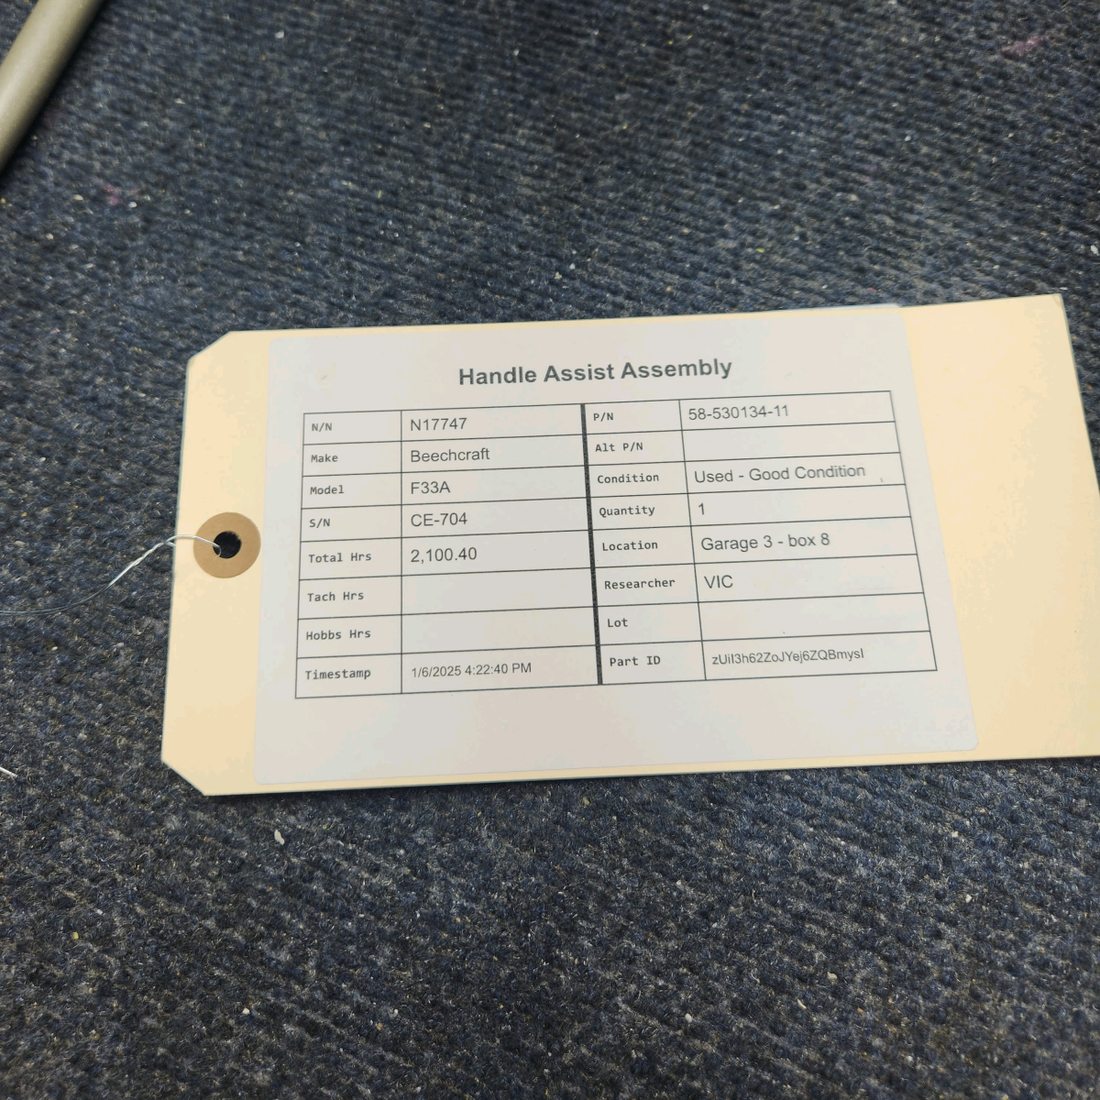 Handle Assist Assembly
N/N N17747 P/N 58-530134-11
Make Beechcraft Alt P/N
Model F33A Condition Used - Good Condition
S/N CE-704 Quantity 1
Total Hrs 2,100.40 Location Garage 3 - box 8
Tach Hrs Researcher VIC
Hobbs Hrs Lot
Timestamp 1/6/2025 4:22:40 PM Part ID zUiI3h62ZoJYej6ZQBmysI